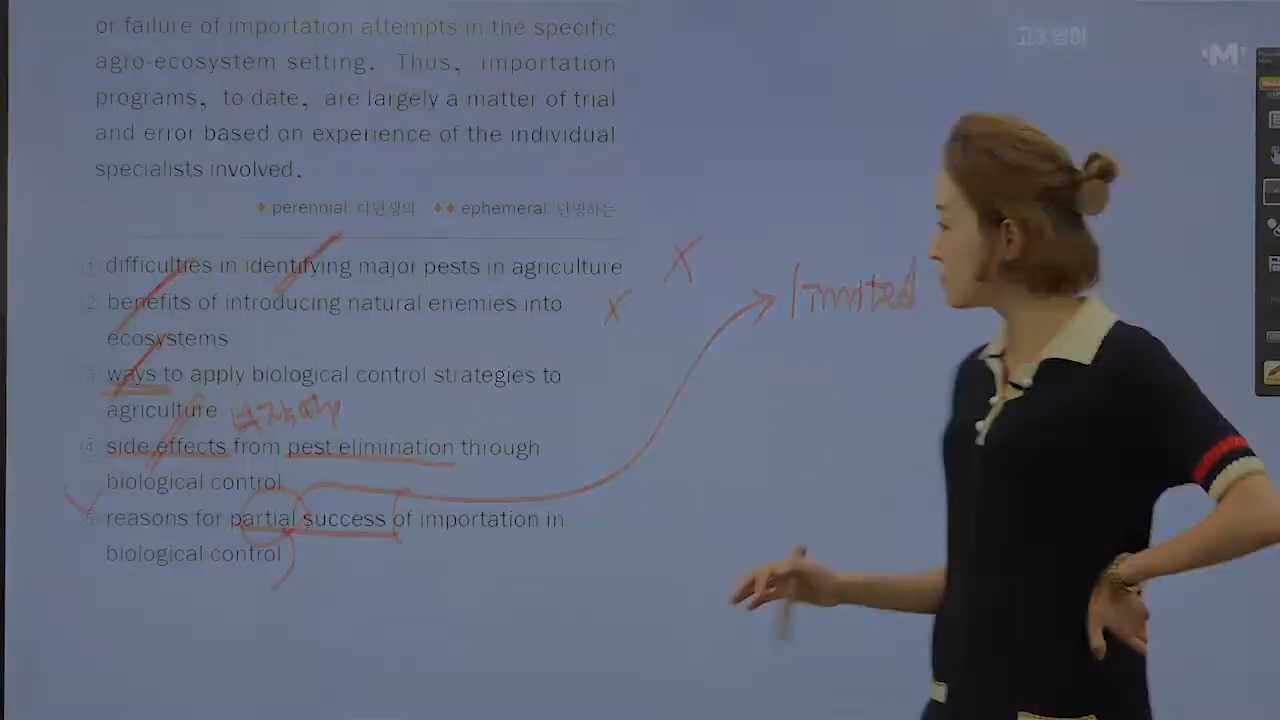 or failure of importation attempts in the specific
agro-ecosystem setting. Thus, importation
programs, to date, are largely a matter of trial
and error based on experience of the individual
specialists involved.
고3 영어
M
◆ perennial: 다년생의 ◆◆ ephemeral: 단명하는
① difficulties in identifying major pests in agriculture X
② benefits of introducing natural enemies into X
ecosystems
limited
③ ways to apply biological control strategies to
agriculture 부작용
④ side effects from pest elimination through
biological control
⑤ reasons for partial success of importation in
biological control